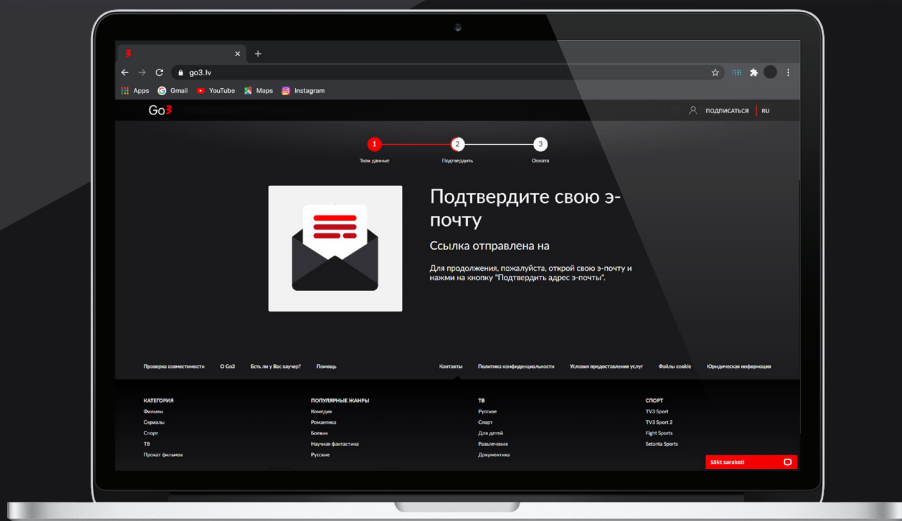 go3.lv
Apps Gmail YouTube Maps Instagram
Go3 ПОДПИСАТЬСЯ RU
1 2 3
Твои данные Подтвердить Оплата
Подтвердите свою э-
почту
Ссылка отправлена на
Для продолжения, пожалуйста, открой свою э-почту и
нажми на кнопку "Подтвердить адрес э-почты".
Проверка совместимости О Go3 Есть ли у Вас ваучер? Помощь Контакты Политика конфиденциальности Условия предоставления услуг Файлы cookie Юридическая информация
КАТЕГОРИЯ ПОПУЛЯРНЫЕ ЖАНРЫ ТВ СПОРТ
Фильмы Комедия Русские TV3 Sport
Сериалы Романтика Спорт TV3 Sport 2
Спорт Боевик Для детей Fight Sports
ТВ Научная фантастика Развлечения Setanta Sports
Прокат фильмов Русские Документика
Sākt saraksti